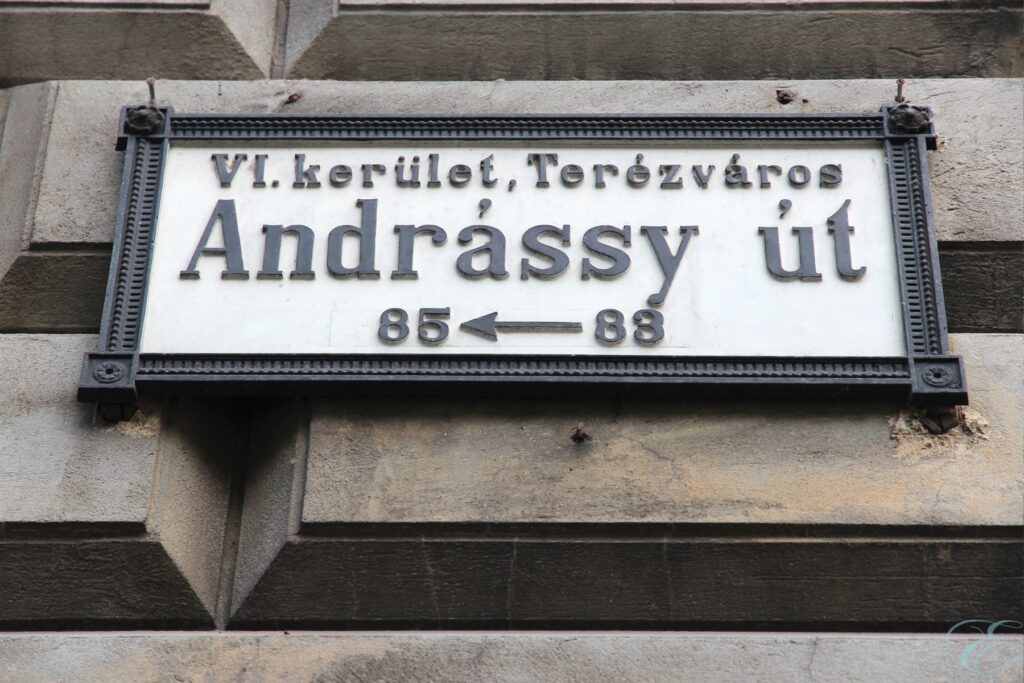 VI. kerület, Terézváros
Andrássy út
85 ← 83